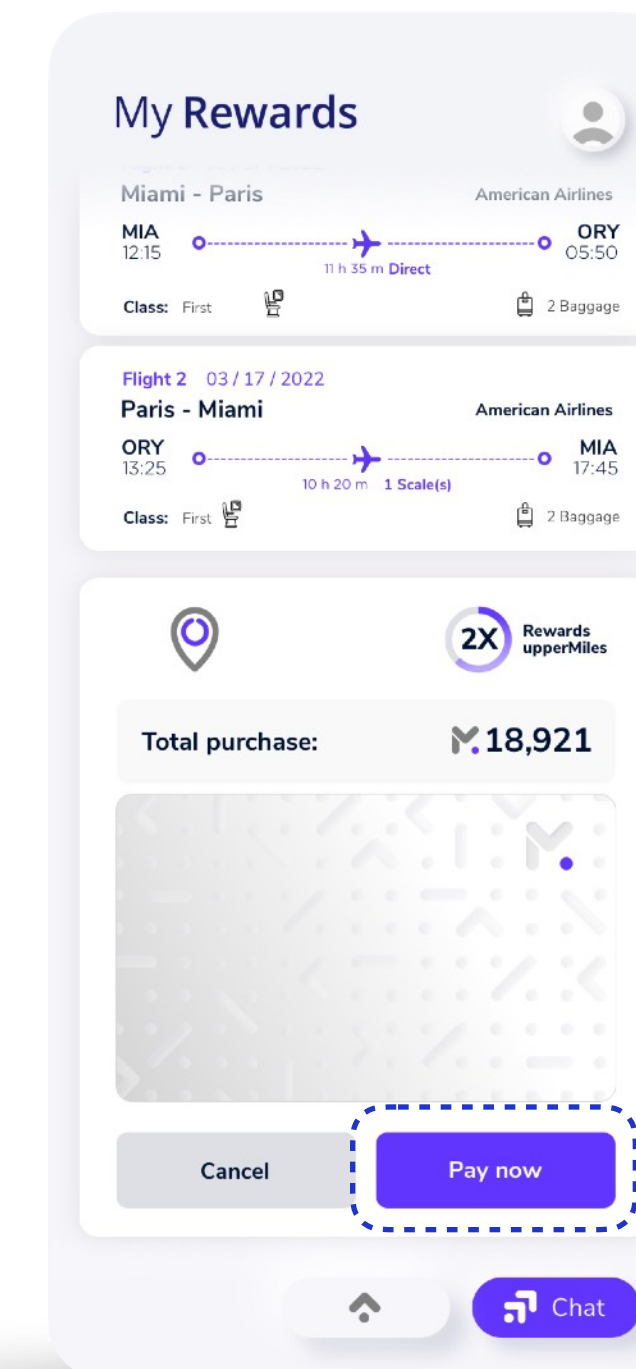 My Rewards
Miami - Paris American Airlines
MIA ORY
12:15 05:50
11 h 35 m Direct
Class: First 2 Baggage
Flight 2 03 / 17 / 2022
Paris - Miami American Airlines
ORY MIA
13:25 17:45
10 h 20 m 1 Scale(s)
Class: First 2 Baggage
2X Rewards
upperMiles
Total purchase: 18,921
Cancel Pay now
Chat